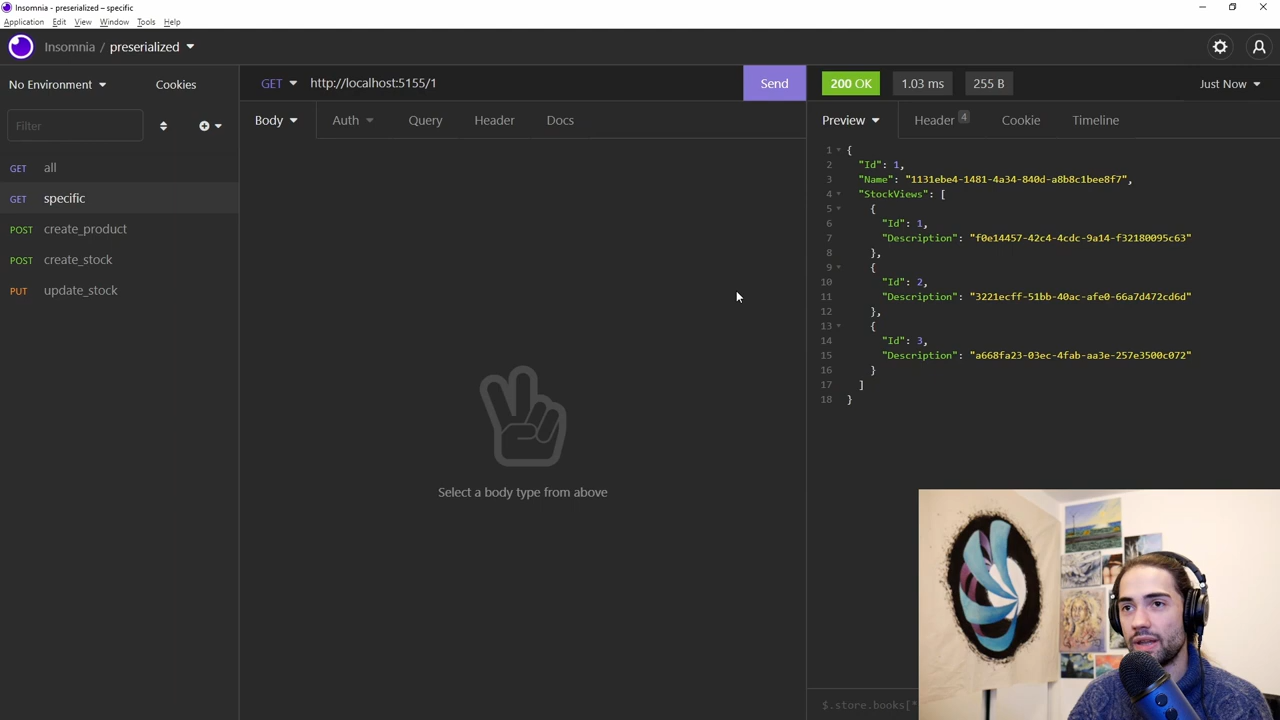 Insomnia - preserialized – specific
Application Edit View Window Tools Help
Insomnia / preserialized
No Environment Cookies
GET http://localhost:5155/1 Send
200 OK 1.03 ms 255 B Just Now
Filter
Body Auth Query Header Docs
Preview Header 4 Cookie Timeline
GET all
GET specific
POST create_product
POST create_stock
PUT update_stock
Select a body type from above
1 {
2 "Id": 1,
3 "Name": "1131ebe4-1481-4a34-840d-a8b8c1bee8f7",
4 "StockViews": [
5 {
6 "Id": 1,
7 "Description": "f0e14457-42c4-4cdc-9a14-f32180095c63"
8 },
9 {
10 "Id": 2,
11 "Description": "3221ecff-51bb-40ac-afe0-66a7d472cd6d"
12 },
13 {
14 "Id": 3,
15 "Description": "a668fa23-03ec-4fab-aa3e-257e3500c072"
16 }
17 ]
18 }
$.store.books[*